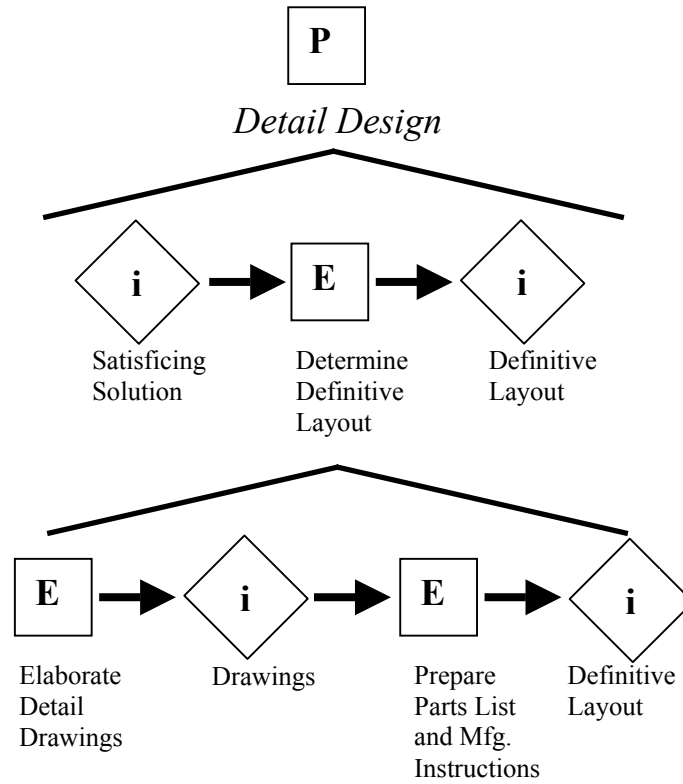 P
Detail Design
i
E
i
Satisficing
Solution
Determine
Definitive
Layout
Definitive
Layout
E
i
E
i
Elaborate
Detail
Drawings
Drawings
Prepare
Parts List
and Mfg.
Instructions
Definitive
Layout